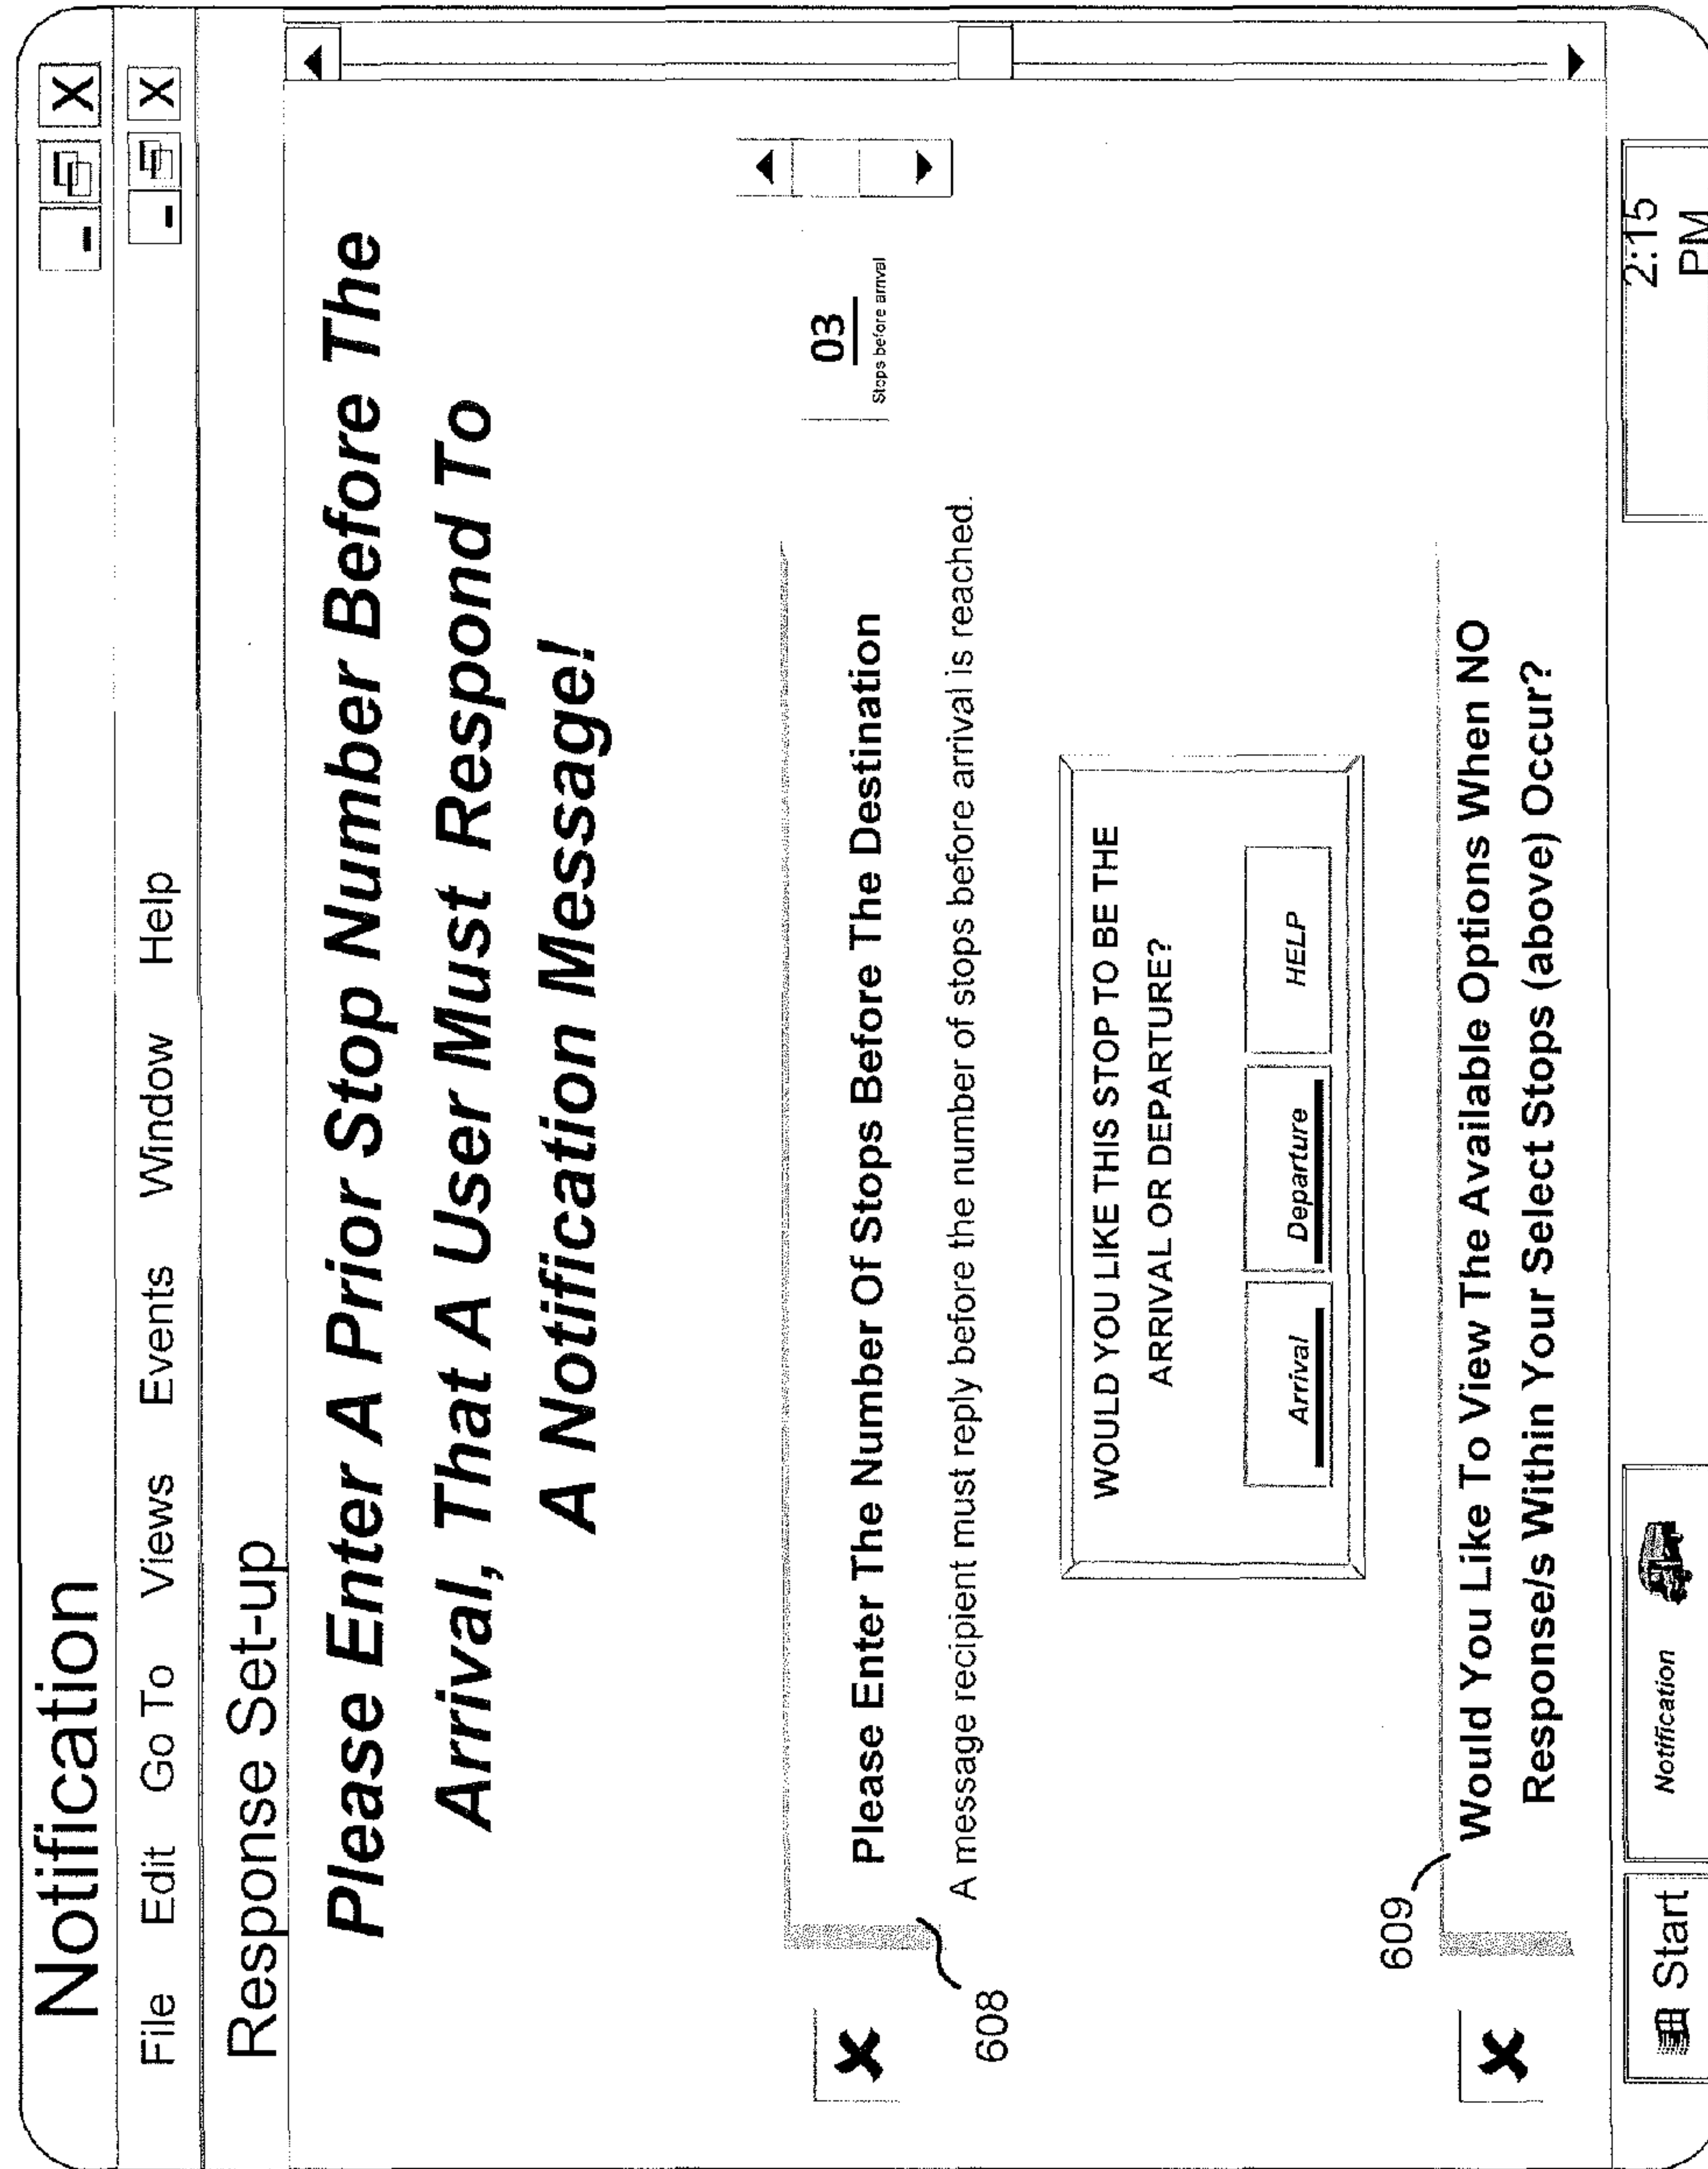 Notification
- X
File Edit Go To Views Events Window Help
- X
Response Set-up
Please Enter A Prior Stop Number Before The
Arrival, That A User Must Respond To
A Notification Message!
X
Please Enter The Number Of Stops Before The Destination
03
Stops before arrival
608
A message recipient must reply before the number of stops before arrival is reached.
WOULD YOU LIKE THIS STOP TO BE THE
ARRIVAL OR DEPARTURE?
Arrival Departure HELP
609
X
Would You Like To View The Available Options When NO
Response/s Within Your Select Stops (above) Occur?
Start Notification 2:15
PM